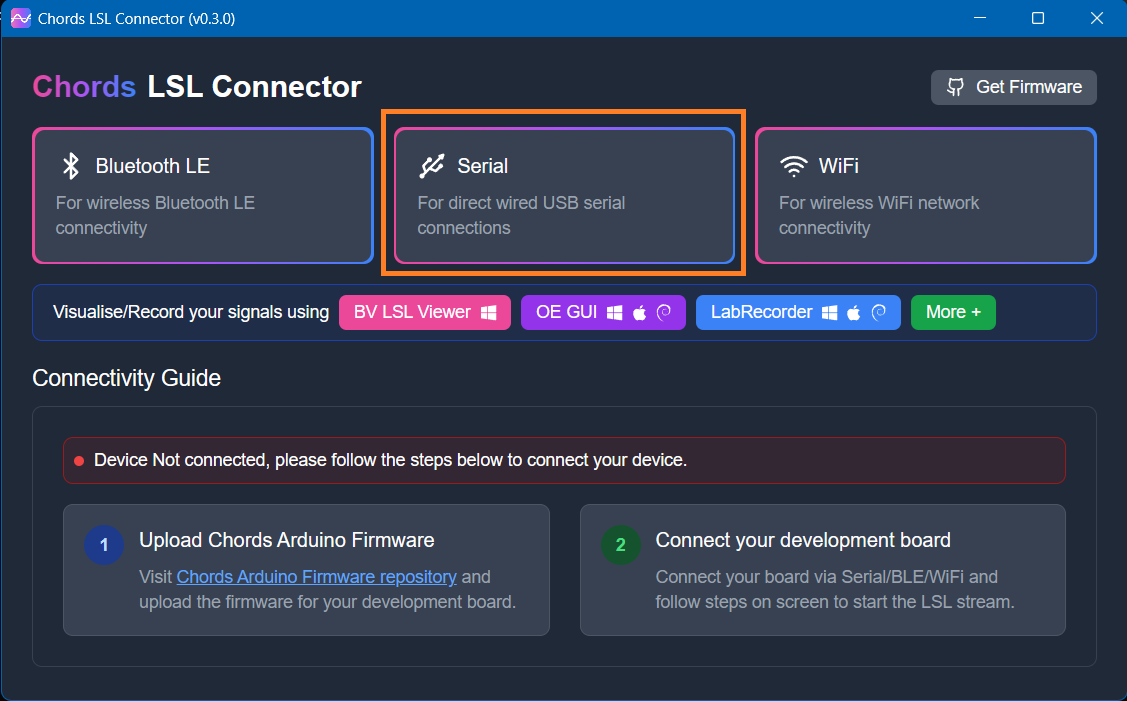 Chords LSL Connector (v0.3.0)
Chords LSL Connector
Get Firmware
Bluetooth LE
For wireless Bluetooth LE
connectivity
Serial
For direct wired USB serial
connections
WiFi
For wireless WiFi network
connectivity
Visualise/Record your signals using
BV LSL Viewer
OE GUI
LabRecorder
More +
Connectivity Guide
Device Not connected, please follow the steps below to connect your device.
1
Upload Chords Arduino Firmware
Visit Chords Arduino Firmware repository and
upload the firmware for your development board.
2
Connect your development board
Connect your board via Serial/BLE/WiFi and
follow steps on screen to start the LSL stream.